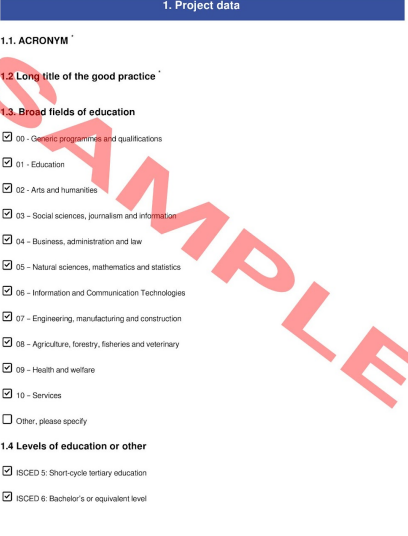 1. Project data
1.1. ACRONYM *
1.2 Long title of the good practice *
1.3. Broad fields of education
00 - Generic programmes and qualifications
01 - Education
02 - Arts and humanities
03 – Social sciences, journalism and information
04 – Business, administration and law
05 – Natural sciences, mathematics and statistics
06 – Information and Communication Technologies
07 – Engineering, manufacturing and construction
08 – Agriculture, forestry, fisheries and veterinary
09 – Health and welfare
10 – Services
Other, please specify
1.4 Levels of education or other
ISCED 5: Short-cycle tertiary education
ISCED 6: Bachelor's or equivalent level
SAMPLE